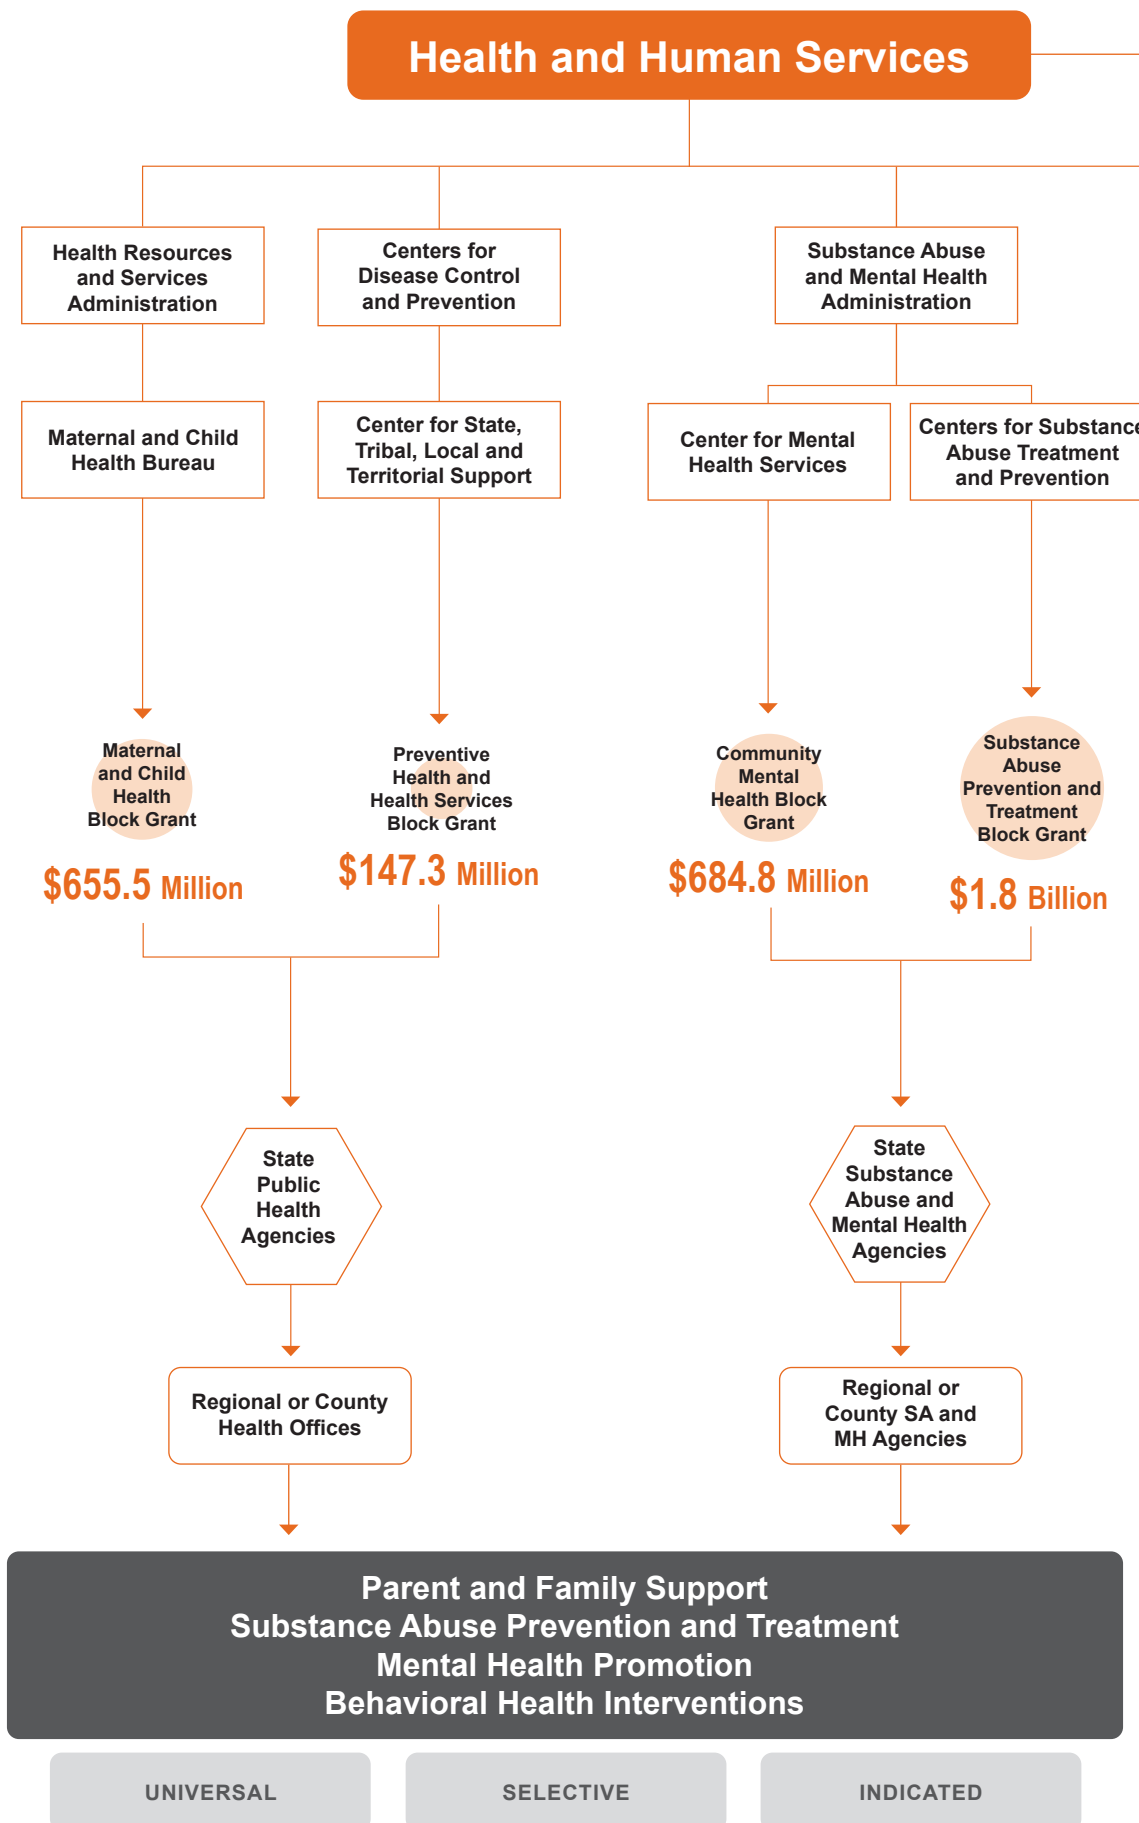 Health and Human Services
Health Resources
and Services
Administration
Centers for
Disease Control
and Prevention
Substance Abuse
and Mental Health
Administration
Maternal and Child
Health Bureau
Center for State,
Tribal, Local and
Territorial Support
Center for Mental
Health Services
Centers for Substance
Abuse Treatment
and Prevention
Maternal
and Child
Health
Block Grant
$655.5 Million
Preventive
Health and
Health Services
Block Grant
$147.3 Million
Community
Mental
Health Block
Grant
$684.8 Million
Substance
Abuse
Prevention and
Treatment
Block Grant
$1.8 Billion
State
Public
Health
Agencies
State
Substance
Abuse and
Mental Health
Agencies
Regional or County
Health Offices
Regional or
County SA and
MH Agencies
Parent and Family Support
Substance Abuse Prevention and Treatment
Mental Health Promotion
Behavioral Health Interventions
UNIVERSAL
SELECTIVE
INDICATED